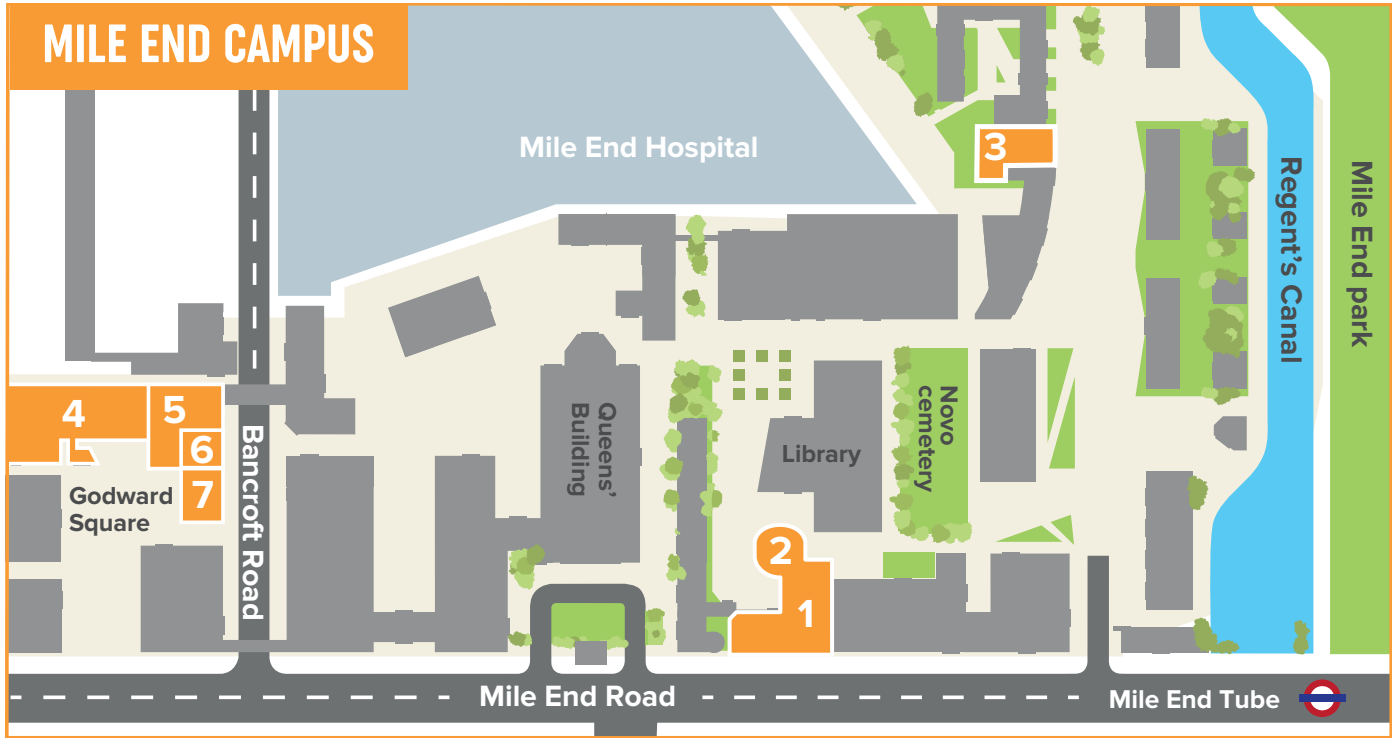 MILE END CAMPUS
Mile End Hospital
3
Regent's Canal
Mile End park
4
5
6
7
Godward
Square
Bancroft Road
Queens'
Building
Library
Novo
cemetery
2
1
Mile End Road
Mile End Tube